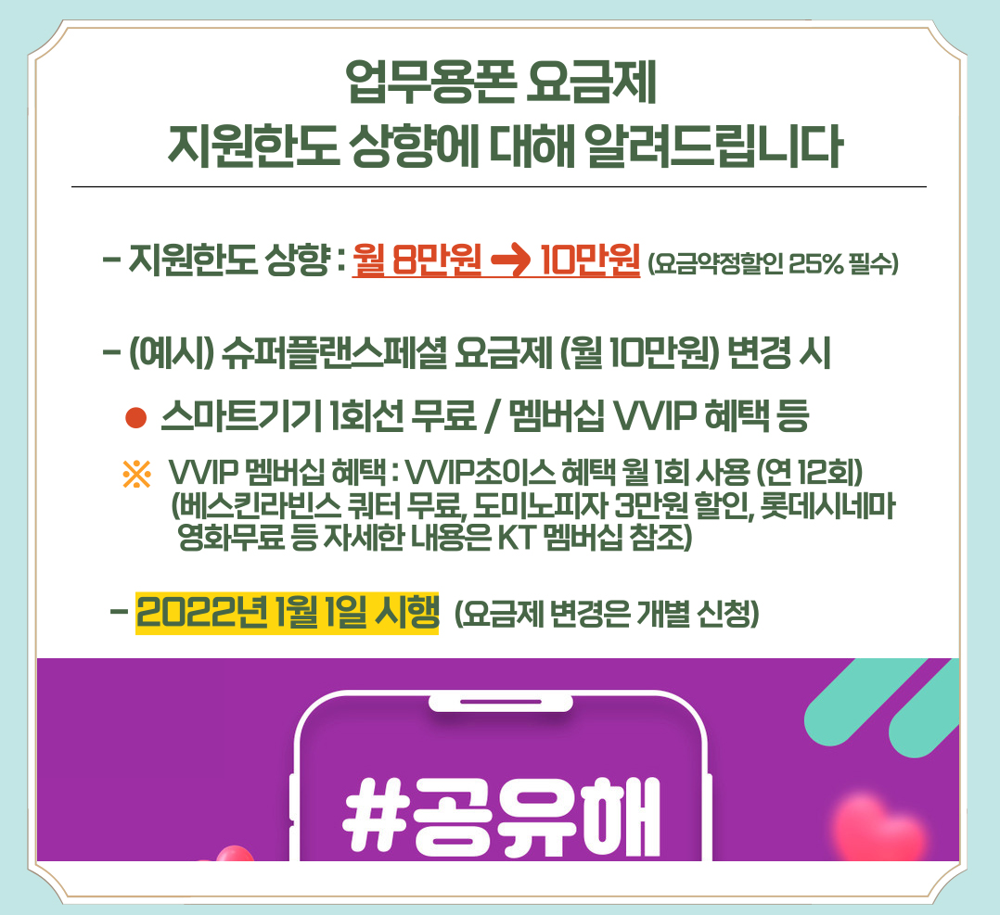 업무용폰 요금제
지원한도 상향에 대해 알려드립니다
- 지원한도 상향 : 월 8만원 → 10만원 (요금약정할인 25% 필수)
- (예시) 슈퍼플랜스페셜 요금제 (월 10만원) 변경 시
● 스마트기기 1회선 무료 / 멤버십 VVIP 혜택 등
※ VVIP 멤버십 혜택 : VVIP초이스 혜택 월 1회 사용 (연 12회)
(베스킨라빈스 쿼터 무료, 도미노피자 3만원 할인, 롯데시네마
영화무료 등 자세한 내용은 KT 멤버십 참조)
- 2022년 1월 1일 시행 (요금제 변경은 개별 신청)
#공유해